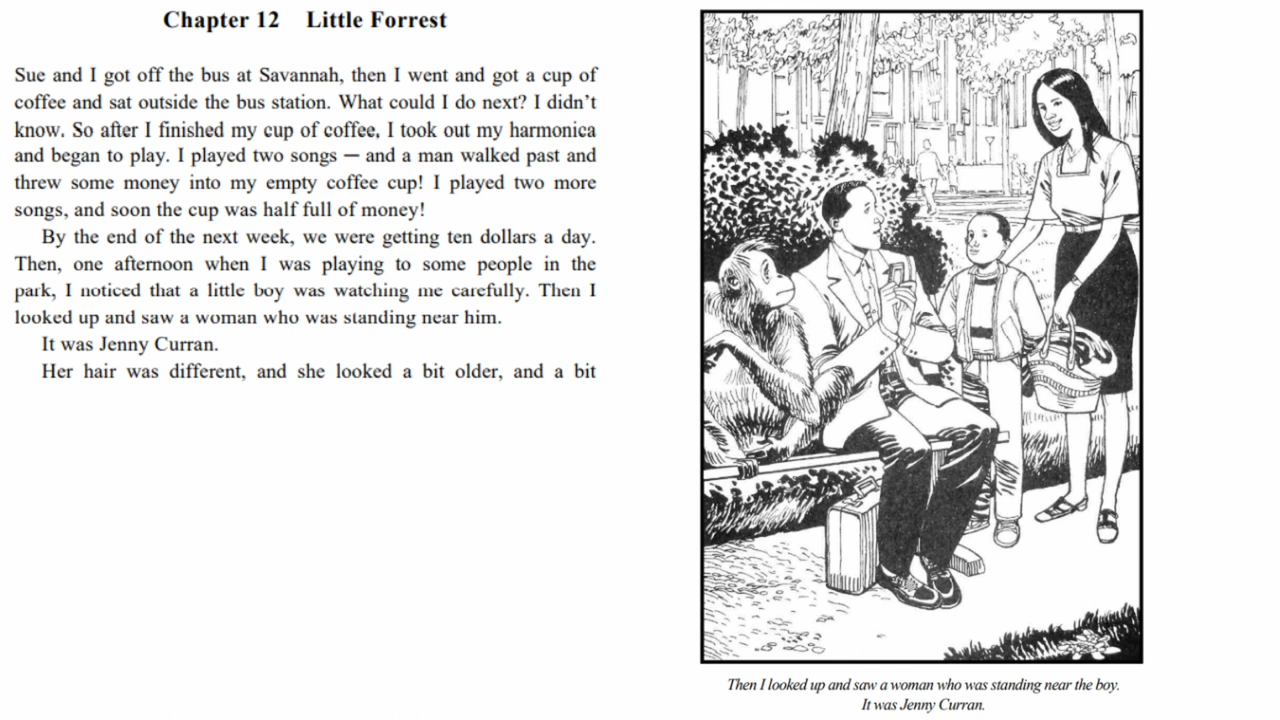 Chapter 12 Little Forrest
Sue and I got off the bus at Savannah, then I went and got a cup of
coffee and sat outside the bus station. What could I do next? I didn't
know. So after I finished my cup of coffee, I took out my harmonica
and began to play. I played two songs — and a man walked past and
threw some money into my empty coffee cup! I played two more
songs, and soon the cup was half full of money!
By the end of the next week, we were getting ten dollars a day.
Then, one afternoon when I was playing to some people in the
park, I noticed that a little boy was watching me carefully. Then I
looked up and saw a woman who was standing near him.
It was Jenny Curran.
Her hair was different, and she looked a bit older, and a bit
Then I looked up and saw a woman who was standing near the boy.
It was Jenny Curran.